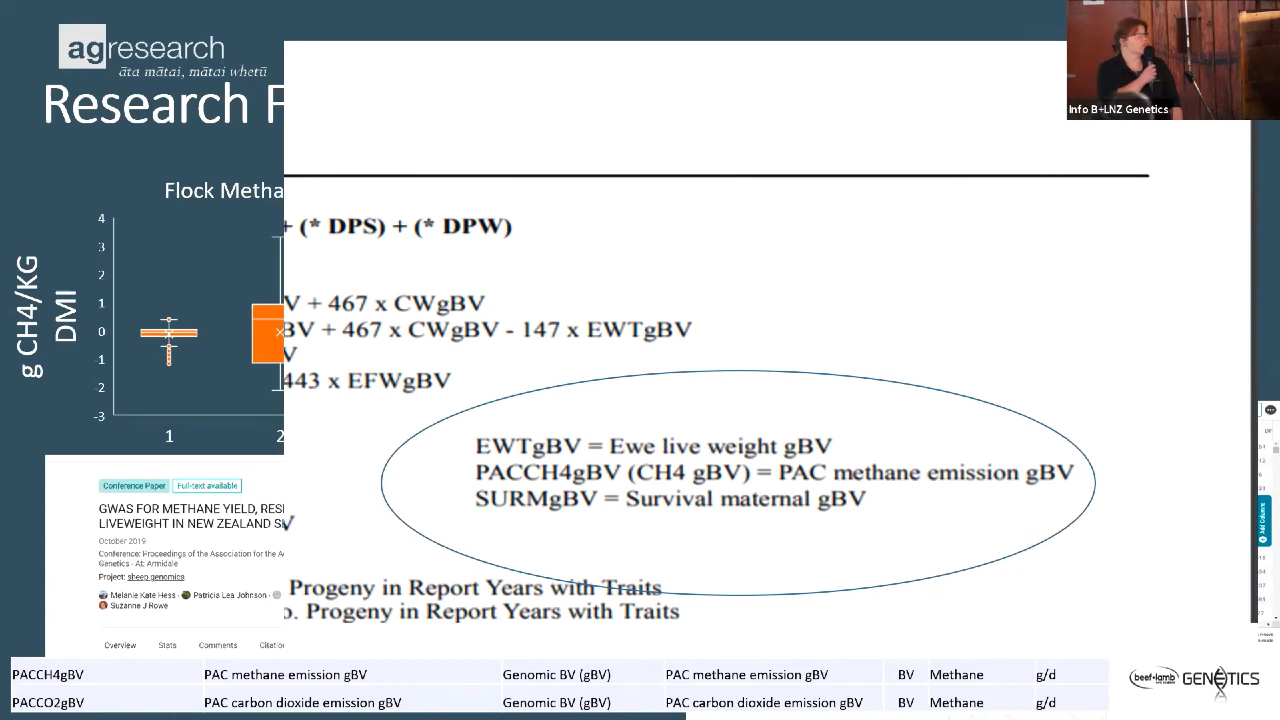 agresearch
āta mātai, mātai whetū
Research F
Info B+LNZ Genetics
Flock Metha
g CH4/KG
DMI
4
3
2
1
0
-1
-2
-3
1
2
+ (* DPS) + (* DPW)
V + 467 x CWgBV
BV + 467 x CWgBV - 147 x EWTgBV
V
443 x EFWgBV
EWTgBV = Ewe live weight gBV
PACCH4gBV (CH4 gBV) = PAC methane emission gBV
SURMgBV = Survival maternal gBV
V
Progeny in Report Years with Traits
o. Progeny in Report Years with Traits
Conference Paper
Full-text available
GWAS FOR METHANE YIELD, RESI
LIVEWEIGHT IN NEW ZEALAND S
October 2019
Conference: Proceedings of the Association for the A
Genetics · At: Armidale
Project: sheep genomics
Melanie Kate Hess · Patricia Lea Johnson ·
Suzanne J Rowe
Overview Stats Comments Citatio
Add Columns
PACCH4gBV PAC methane emission gBV Genomic BV (gBV) PAC methane emission gBV BV Methane g/d
PACCO2gBV PAC carbon dioxide emission gBV Genomic BV (gBV) PAC carbon dioxide emission gBV BV Methane g/d
beef+lamb GENETICS